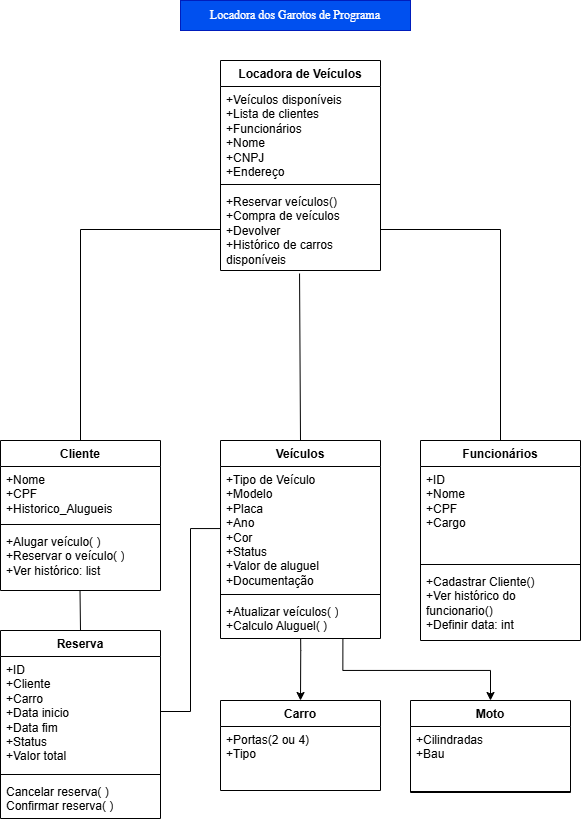 Locadora dos Garotos de Programa
Locadora de Veículos
+Veículos disponíveis
+Lista de clientes
+Funcionários
+Nome
+CNPJ
+Endereço
+Reservar veículos()
+Compra de veículos
+Devolver
+Histórico de carros
disponíveis
Cliente
+Nome
+CPF
+Historico_Alugueis
+Alugar veículo( )
+Reservar o veículo( )
+Ver histórico: list
Veículos
+Tipo de Veículo
+Modelo
+Placa
+Ano
+Cor
+Status
+Valor de aluguel
+Documentação
+Atualizar veículos( )
+Calculo Aluguel( )
Funcionários
+ID
+Nome
+CPF
+Cargo
+Cadastrar Cliente()
+Ver histórico do
funcionario()
+Definir data: int
Reserva
+ID
+Cliente
+Carro
+Data inicio
+Data fim
+Status
+Valor total
Cancelar reserva( )
Confirmar reserva( )
Carro
+Portas(2 ou 4)
+Tipo
Moto
+Cilindradas
+Bau